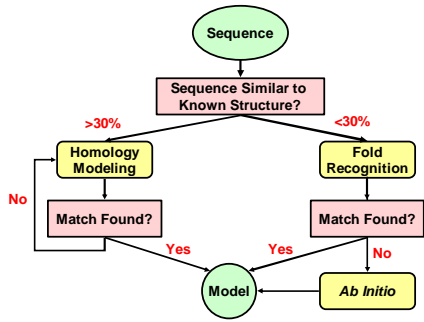 Sequence
Sequence Similar to
Known Structure?
>30%
<30%
Homology
Modeling
Fold
Recognition
No
Match Found?
Match Found?
Yes
Yes
No
Model
Ab Initio